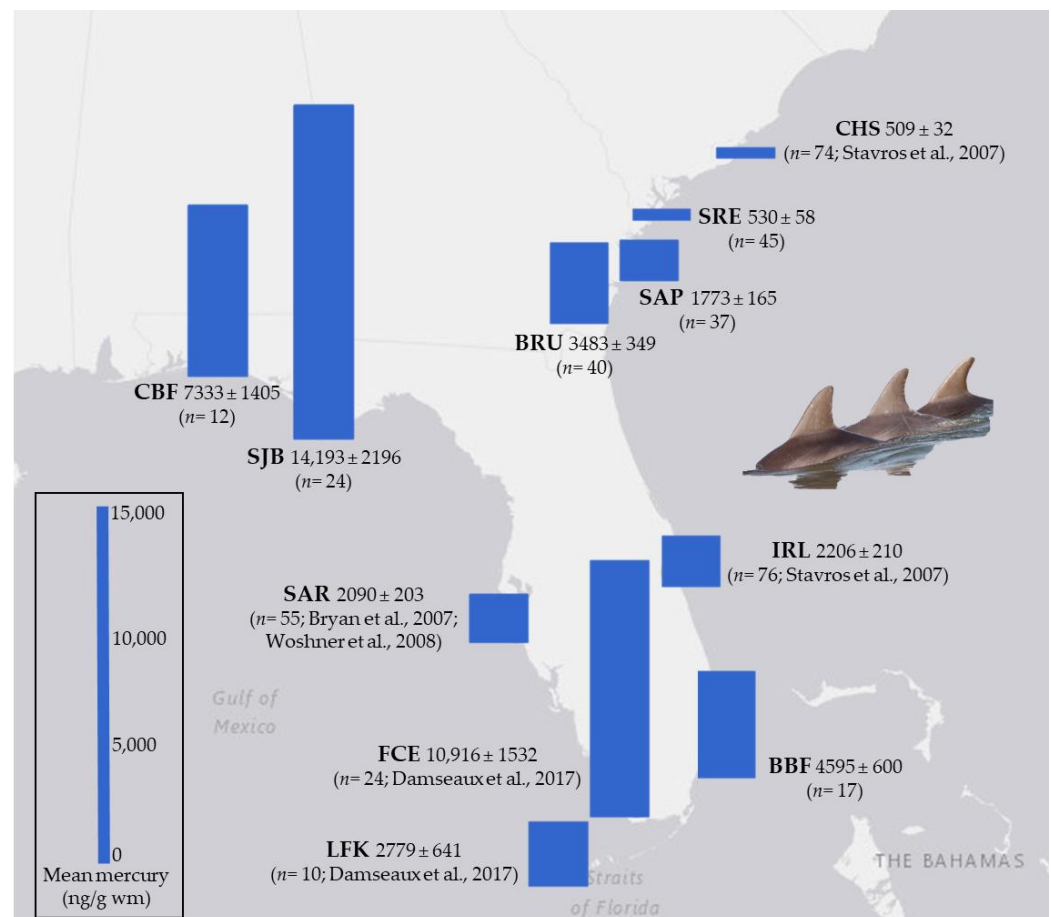 CHS 509 ± 32
(n= 74; Stavros et al., 2007)
SRE 530 ± 58
(n= 45)
SAP 1773 ± 165
(n= 37)
BRU 3483 ± 349
(n= 40)
CBF 7333 ± 1405
(n= 12)
SJB 14,193 ± 2196
(n= 24)
IRL 2206 ± 210
(n= 76; Stavros et al., 2007)
SAR 2090 ± 203
(n= 55; Bryan et al., 2007;
Woshner et al., 2008)
Gulf of
Mexico
FCE 10,916 ± 1532
(n= 24; Damseaux et al., 2017)
BBF 4595 ± 600
(n= 17)
LFK 2779 ± 641
(n= 10; Damseaux et al., 2017)
Straits
of Florida
THE BAHAMAS
15,000
10,000
5,000
0
Mean mercury
(ng/g wm)